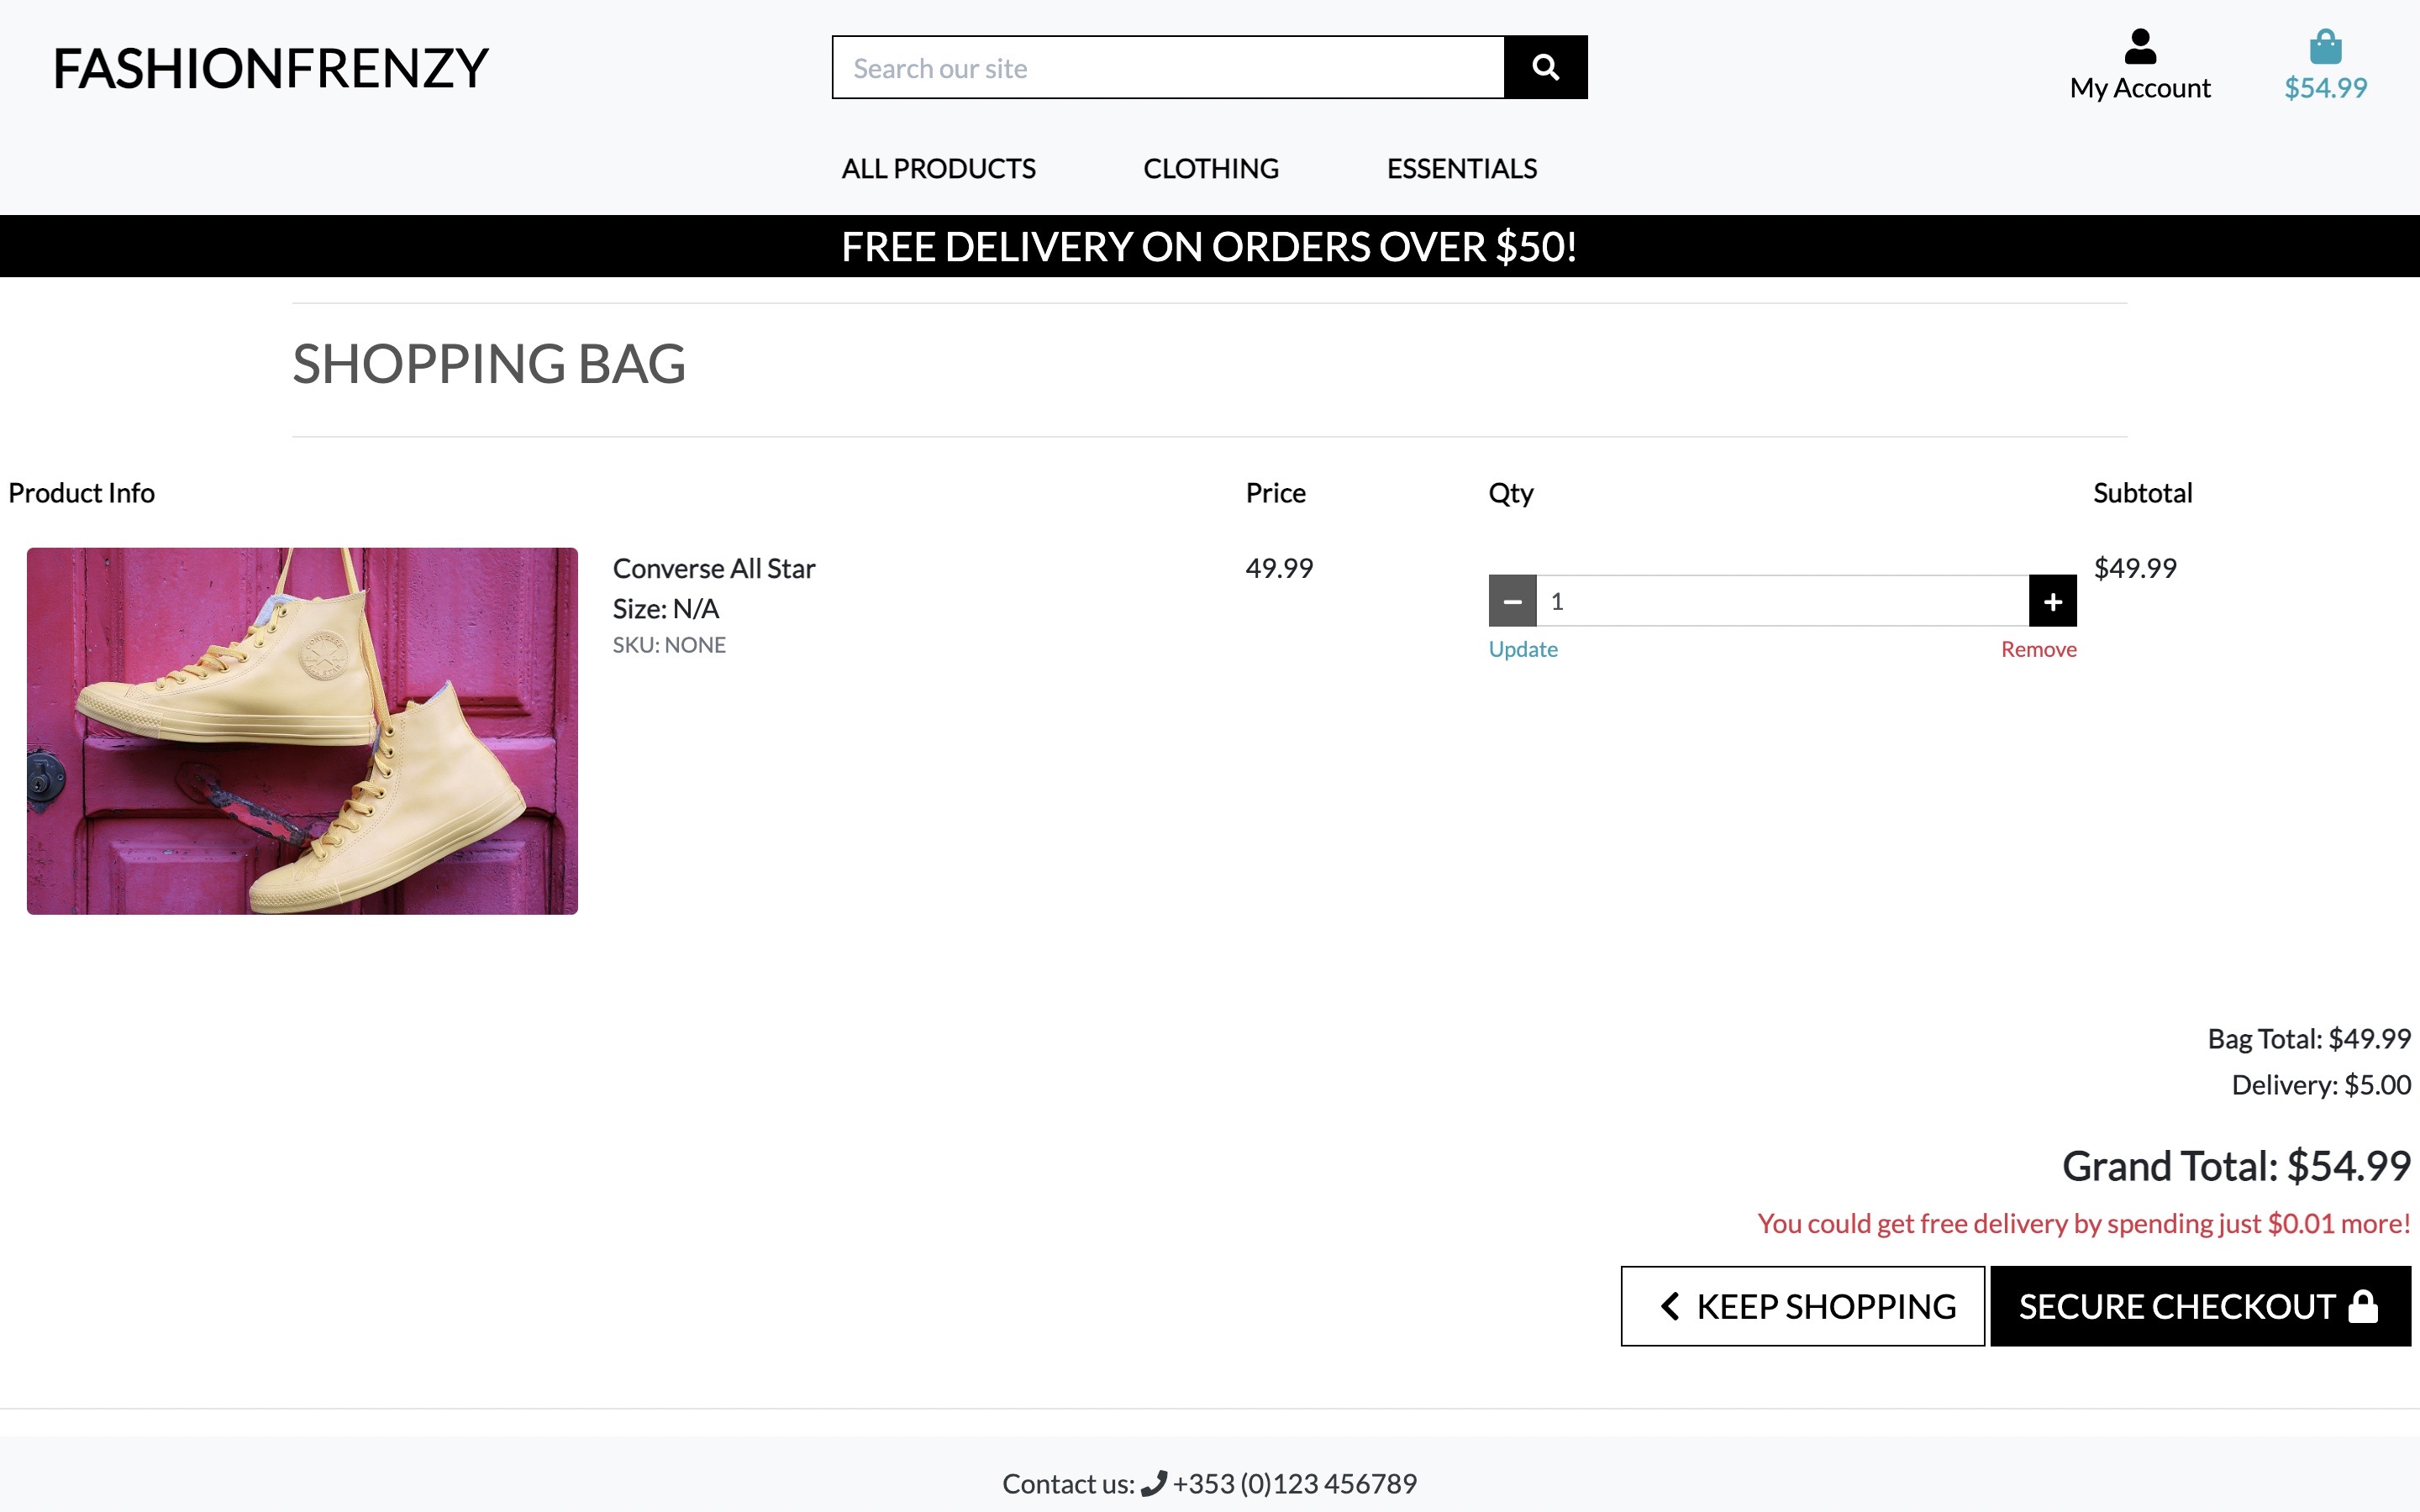 FASHIONFRENZY
Search our site
My Account
$54.99
ALL PRODUCTS
CLOTHING
ESSENTIALS
FREE DELIVERY ON ORDERS OVER $50!
SHOPPING BAG
Product Info
Price
Qty
Subtotal
Converse All Star
49.99
$49.99
Size: N/A
1
SKU: NONE
Update
Remove
Bag Total: $49.99
Delivery: $5.00
Grand Total: $54.99
You could get free delivery by spending just $0.01 more!
KEEP SHOPPING
SECURE CHECKOUT
Contact us: +353 (0)123 456789